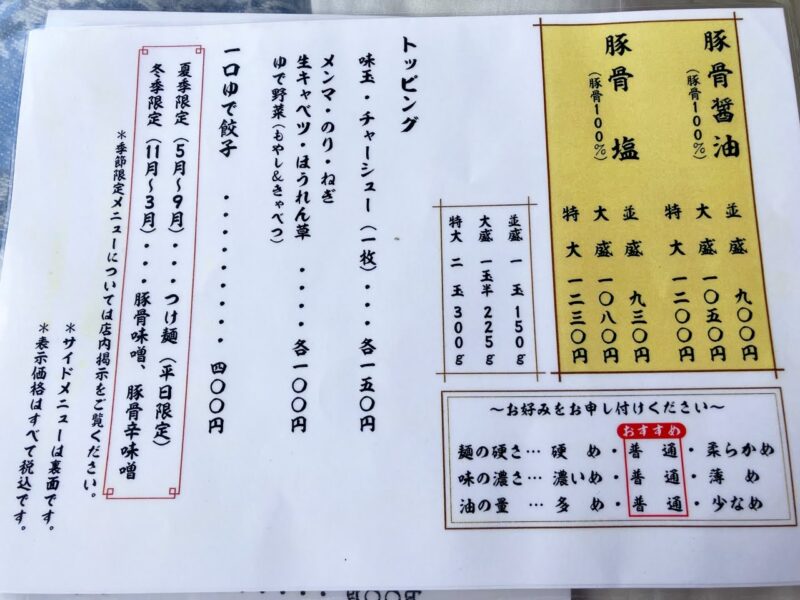 豚骨醤油
(豚骨100%)
並盛 九〇〇円
大盛 一〇五〇円
特大 一二〇〇円
豚骨 塩
(豚骨100%)
並盛 九三〇円
大盛 一〇八〇円
特大 一二三〇円
並盛 一玉 150g
大盛 一玉半 225g
特大 二玉 300g
～お好みをお申し付けください～
おすすめ
麺の硬さ… 硬め・普通・柔らかめ
味の濃さ… 濃いめ・普通・薄め
油の量 … 多め・普通・少なめ
トッピング
味玉・チャーシュー(一枚)・・・各一五〇円
メンマ・のり・ねぎ
生キャベツ・ほうれん草 ・・・・各一〇〇円
ゆで野菜(もやし&きゃべつ)
一口ゆで餃子 ・・・・・・・・・・四〇〇円
夏季限定(5月～9月)・・・つけ麺(平日限定)
冬季限定(11月～3月)・・・豚骨味噌、豚骨辛味噌
*季節限定メニューについては店内掲示をご覧ください。
*サイドメニューは裏面です。
*表示価格はすべて税込です。